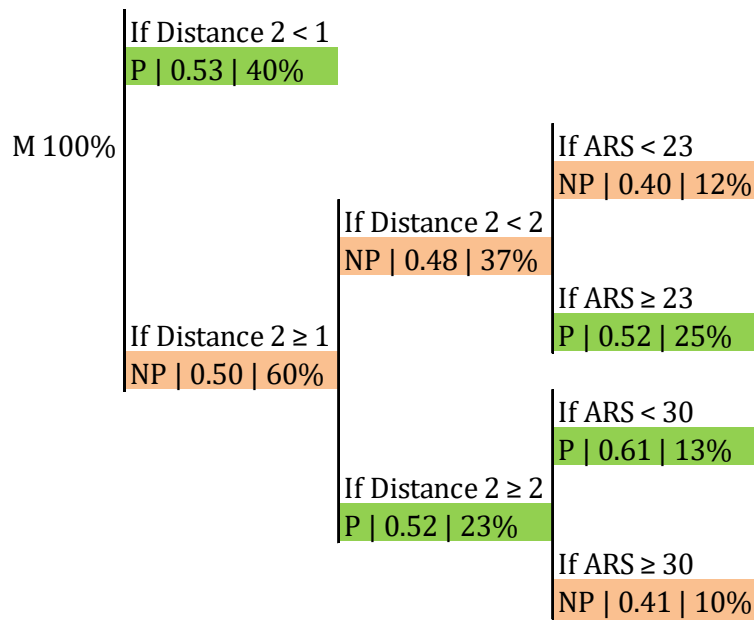 If Distance 2 < 1
P | 0.53 | 40%
M 100%
If ARS < 23
NP | 0.40 | 12%
If Distance 2 < 2
NP | 0.48 | 37%
If ARS ≥ 23
P | 0.52 | 25%
If Distance 2 ≥ 1
NP | 0.50 | 60%
If ARS < 30
P | 0.61 | 13%
If Distance 2 ≥ 2
P | 0.52 | 23%
If ARS ≥ 30
NP | 0.41 | 10%